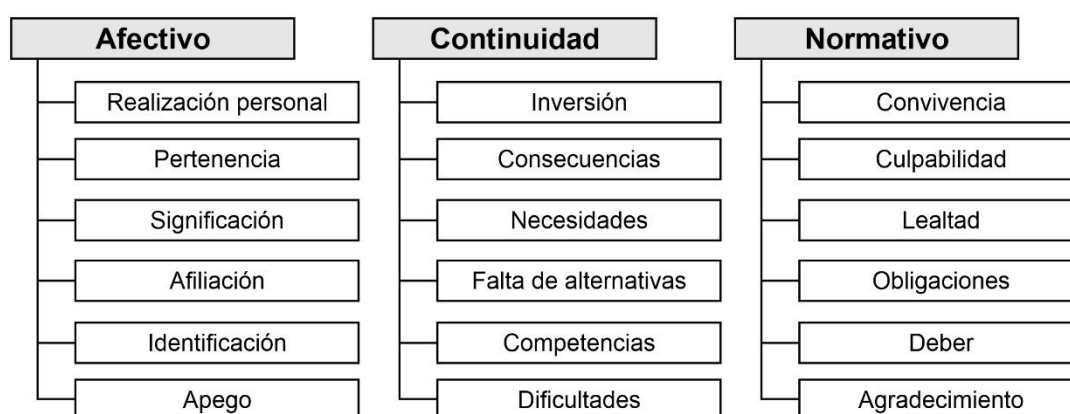 Afectivo
Realización personal
Pertenencia
Significación
Afiliación
Identificación
Apego
Continuidad
Inversión
Consecuencias
Necesidades
Falta de alternativas
Competencias
Dificultades
Normativo
Convivencia
Culpabilidad
Lealtad
Obligaciones
Deber
Agradecimiento